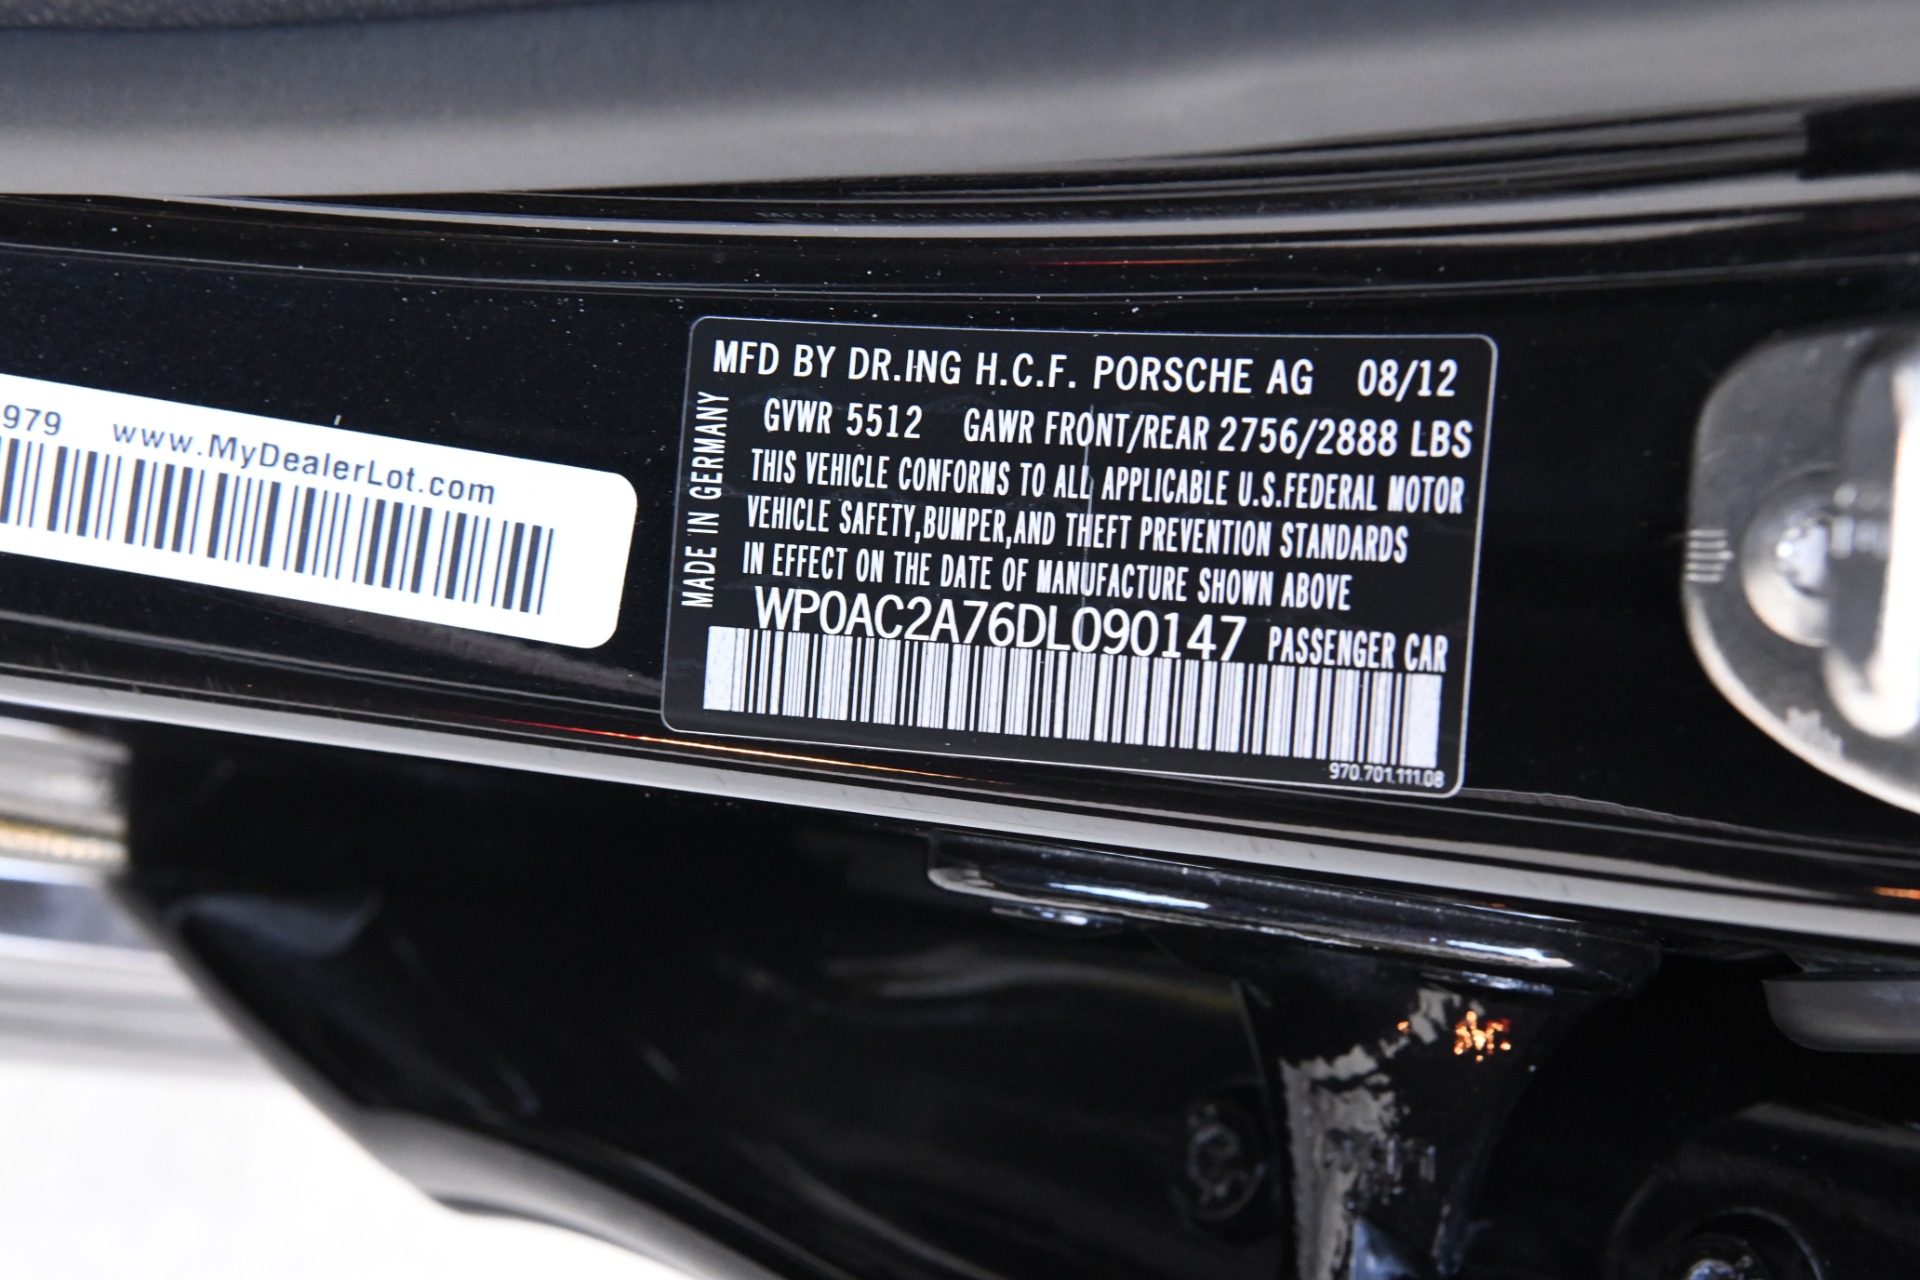 979 www.MyDealerLot.com
MFD BY DR.ING H.C.F. PORSCHE AG 08/12
GVWR 5512 GAWR FRONT/REAR 2756/2888 LBS
THIS VEHICLE CONFORMS TO ALL APPLICABLE U.S.FEDERAL MOTOR
VEHICLE SAFETY,BUMPER,AND THEFT PREVENTION STANDARDS
IN EFFECT ON THE DATE OF MANUFACTURE SHOWN ABOVE
WP0AC2A76DL090147 PASSENGER CAR
MADE IN GERMANY
970.701.111.08